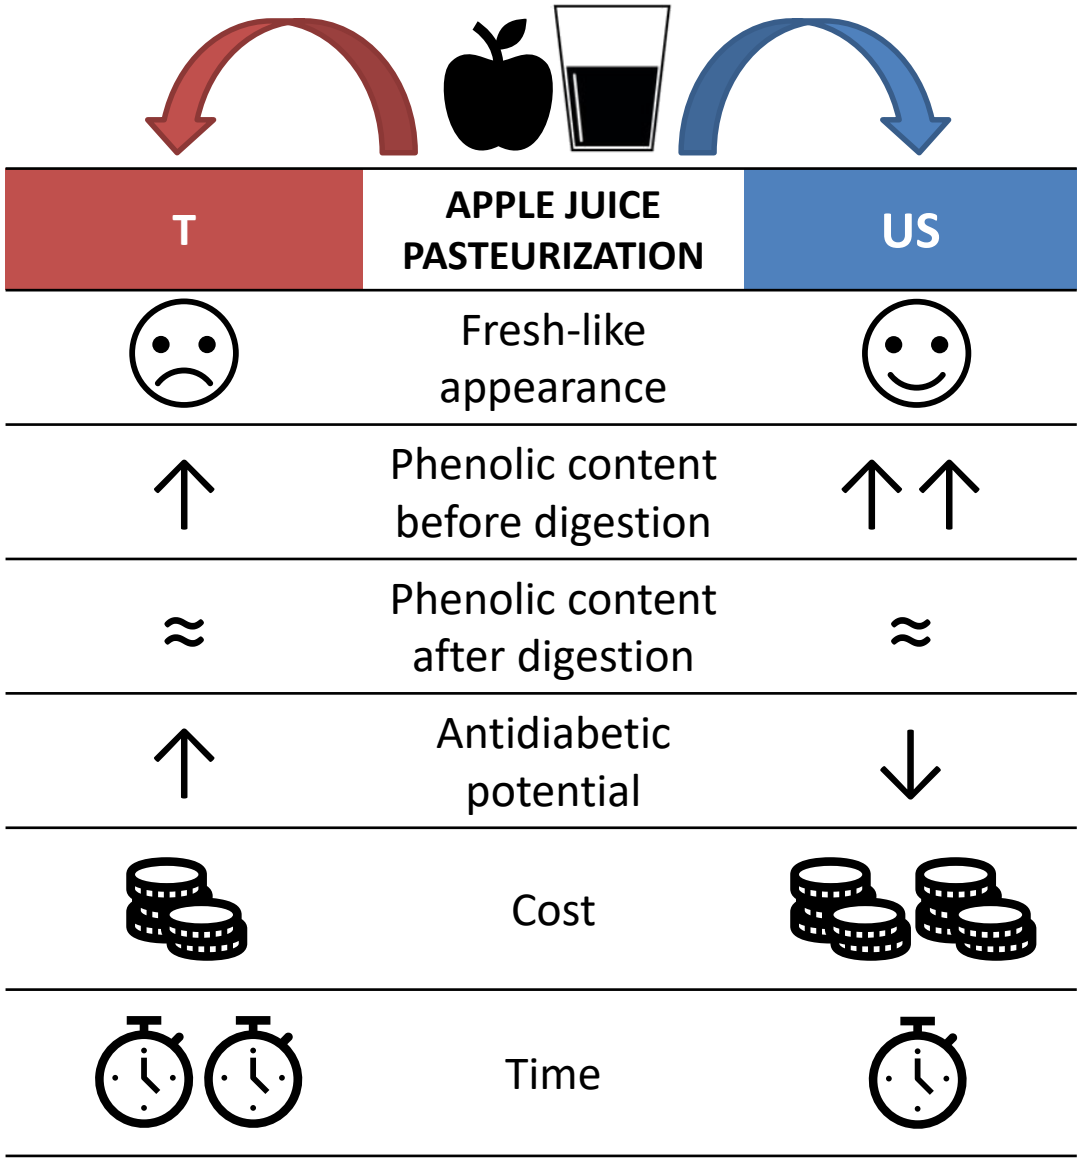 T
APPLE JUICE
PASTEURIZATION
US
Fresh-like
appearance
Phenolic content
before digestion
≈
Phenolic content
after digestion
≈
Antidiabetic
potential
Cost
Time